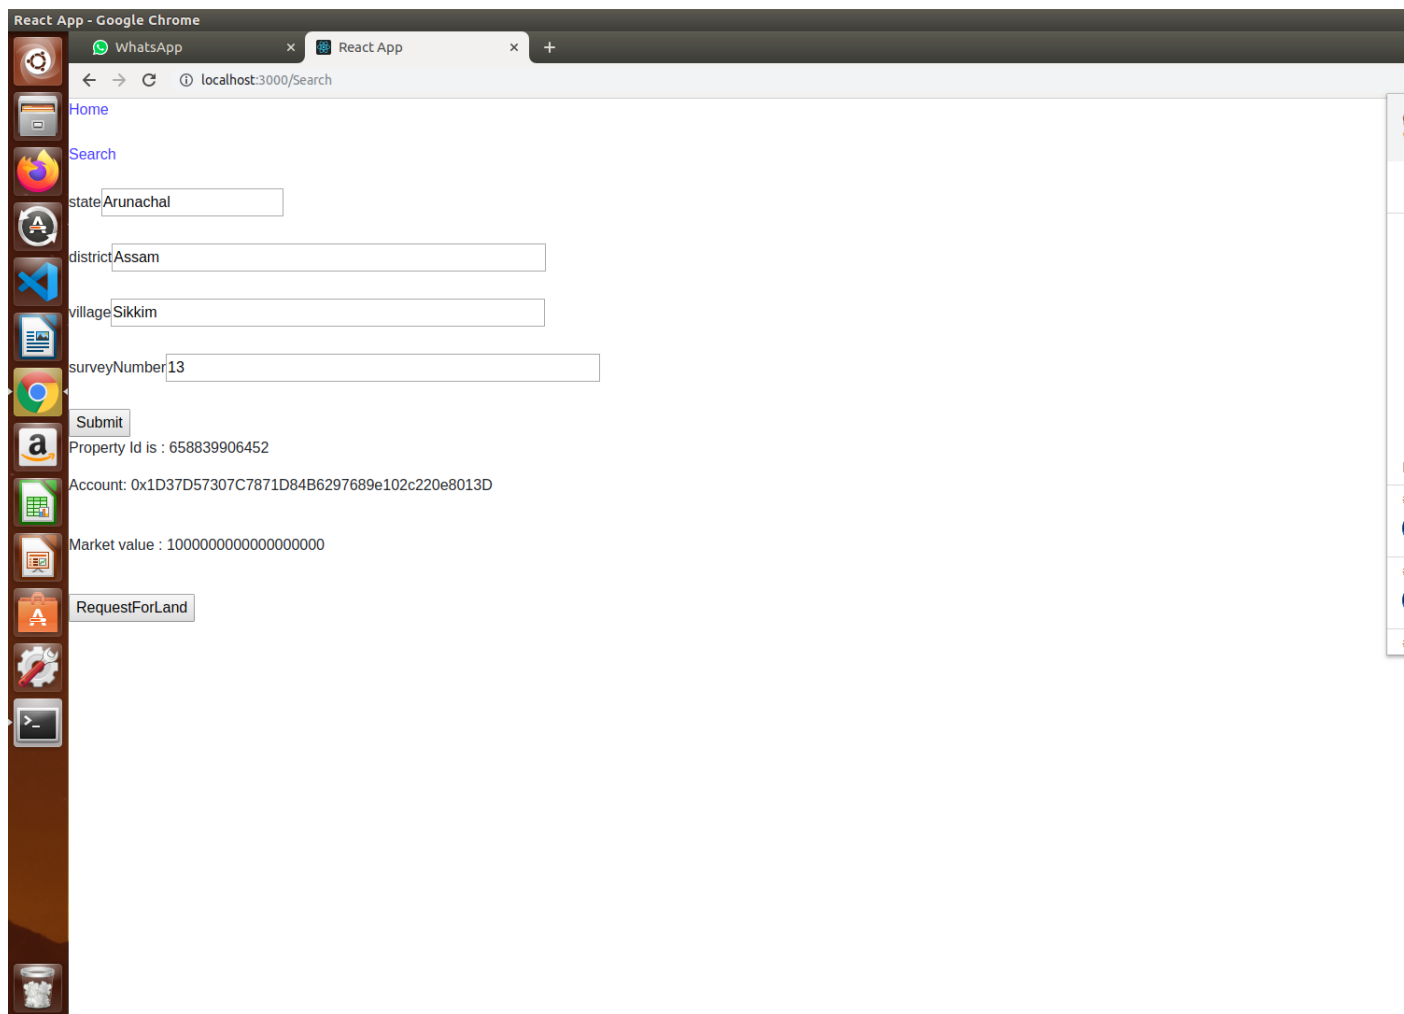 React App - Google Chrome
WhatsApp
React App
localhost:3000/Search
Home
Search
state Arunachal
district Assam
village Sikkim
surveyNumber 13
Submit
Property Id is : 658839906452
Account: 0x1D37D57307C7871D84B6297689e102c220e8013D
Market value : 1000000000000000000
RequestForLand